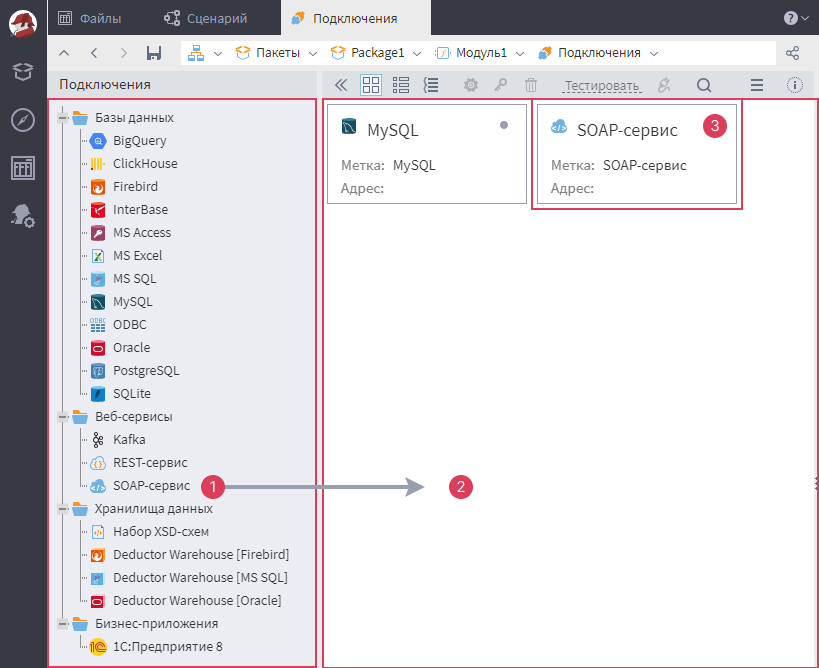 Файлы
Сценарий
Подключения
?
Пакеты
Package1
Модуль1
Подключения
Подключения
Тестировать
Базы данных
BigQuery
ClickHouse
Firebird
InterBase
MS Access
MS Excel
MS SQL
MySQL
ODBC
Oracle
PostgreSQL
SQLite
Веб-сервисы
Kafka
REST-сервис
SOAP-сервис
1
2
Хранилища данных
Набор XSD-схем
Deductor Warehouse [Firebird]
Deductor Warehouse [MS SQL]
Deductor Warehouse [Oracle]
Бизнес-приложения
1С:Предприятие 8
MySQL
Метка: MySQL
Адрес:
SOAP-сервис
3
Метка: SOAP-сервис
Адрес: